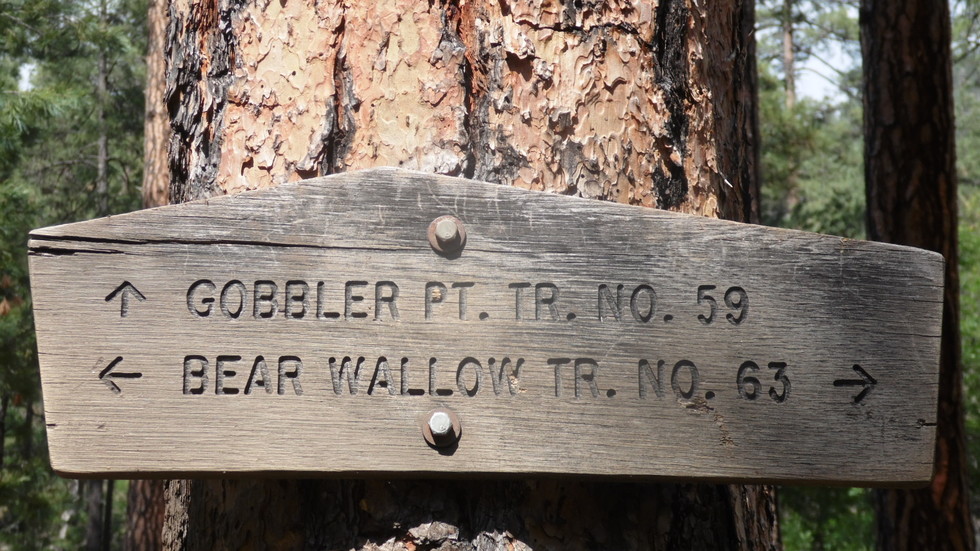 ↑ GOBBLER PT. TR. NO. 59
← BEAR WALLOW TR. NO. 63 →